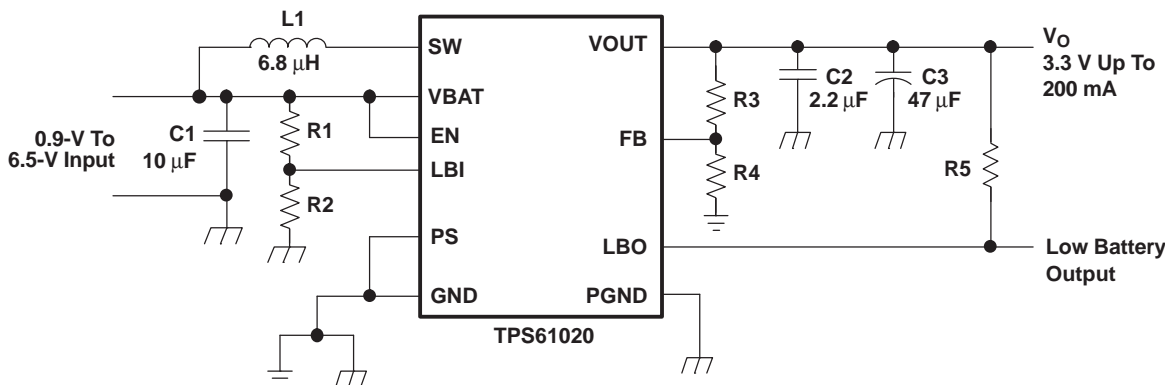 L1
6.8 μH
SW
VBAT
EN
LBI
PS
GND
VOUT
FB
LBO
PGND
TPS61020
0.9-V To
6.5-V Input
C1
10 μF
R1
R2
R3
R4
C2
2.2 μF
C3
47 μF
R5
VO
3.3 V Up To
200 mA
Low Battery
Output